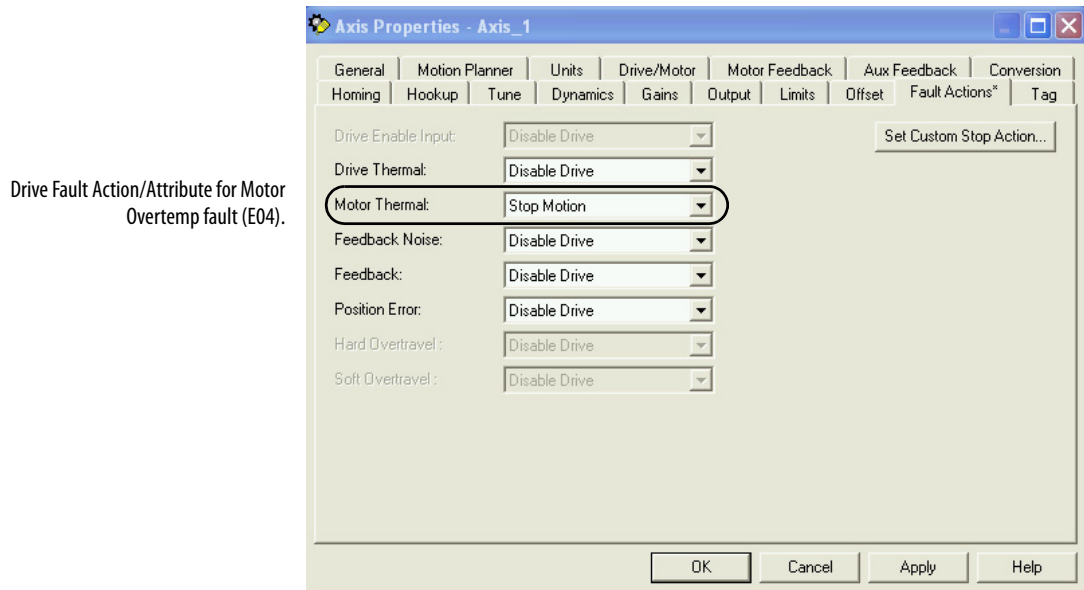 Axis Properties - Axis_1
General Motion Planner Units Drive/Motor Motor Feedback Aux Feedback Conversion
Homing Hookup Tune Dynamics Gains Output Limits Offset Fault Actions* Tag
Drive Enable Input: Disable Drive Set Custom Stop Action...
Drive Thermal: Disable Drive
Drive Fault Action/Attribute for Motor
Overtemp fault (E04).
Motor Thermal: Stop Motion
Feedback Noise: Disable Drive
Feedback: Disable Drive
Position Error: Disable Drive
Hard Overtravel : Disable Drive
Soft Overtravel : Disable Drive
OK Cancel Apply Help